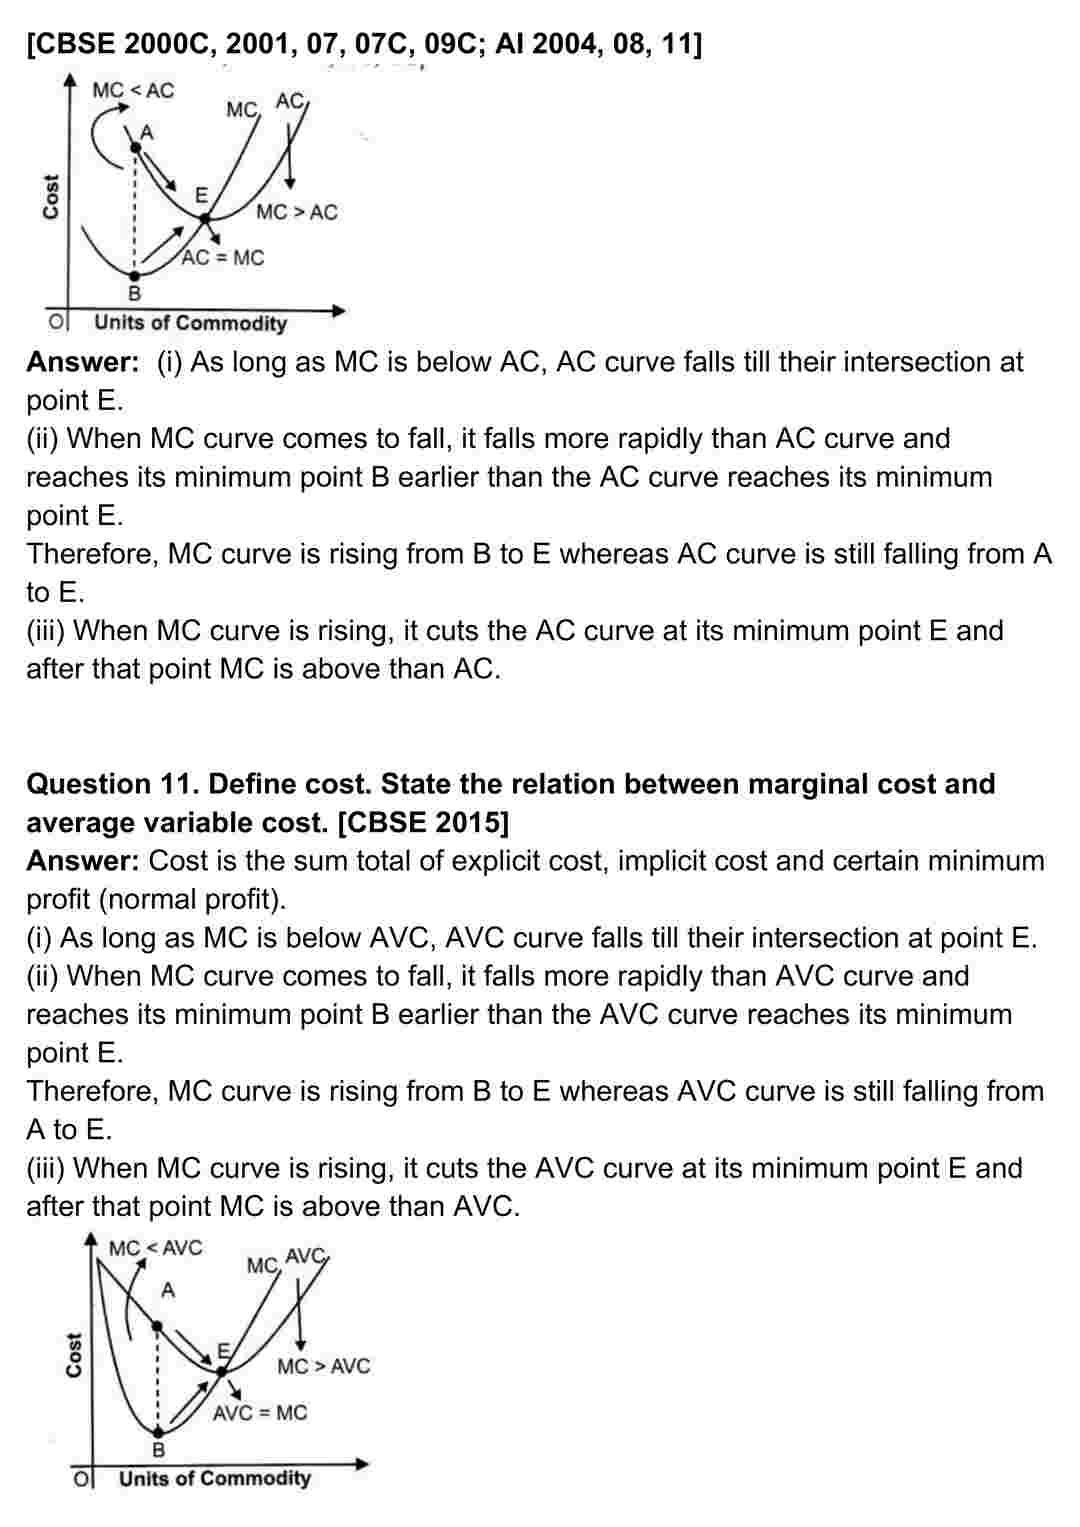 [CBSE 2000C, 2001, 07, 07C, 09C; AI 2004, 08, 11]
MC < AC
MC
AC
A
E
MC > AC
AC = MC
B
Cost
O
Units of Commodity
Answer: (i) As long as MC is below AC, AC curve falls till their intersection at
point E.
(ii) When MC curve comes to fall, it falls more rapidly than AC curve and
reaches its minimum point B earlier than the AC curve reaches its minimum
point E.
Therefore, MC curve is rising from B to E whereas AC curve is still falling from A
to E.
(iii) When MC curve is rising, it cuts the AC curve at its minimum point E and
after that point MC is above than AC.
Question 11. Define cost. State the relation between marginal cost and
average variable cost. [CBSE 2015]
Answer: Cost is the sum total of explicit cost, implicit cost and certain minimum
profit (normal profit).
(i) As long as MC is below AVC, AVC curve falls till their intersection at point E.
(ii) When MC curve comes to fall, it falls more rapidly than AVC curve and
reaches its minimum point B earlier than the AVC curve reaches its minimum
point E.
Therefore, MC curve is rising from B to E whereas AVC curve is still falling from
A to E.
(iii) When MC curve is rising, it cuts the AVC curve at its minimum point E and
after that point MC is above than AVC.
MC < AVC
MC
AVC
A
E
MC > AVC
AVC = MC
B
Cost
O
Units of Commodity